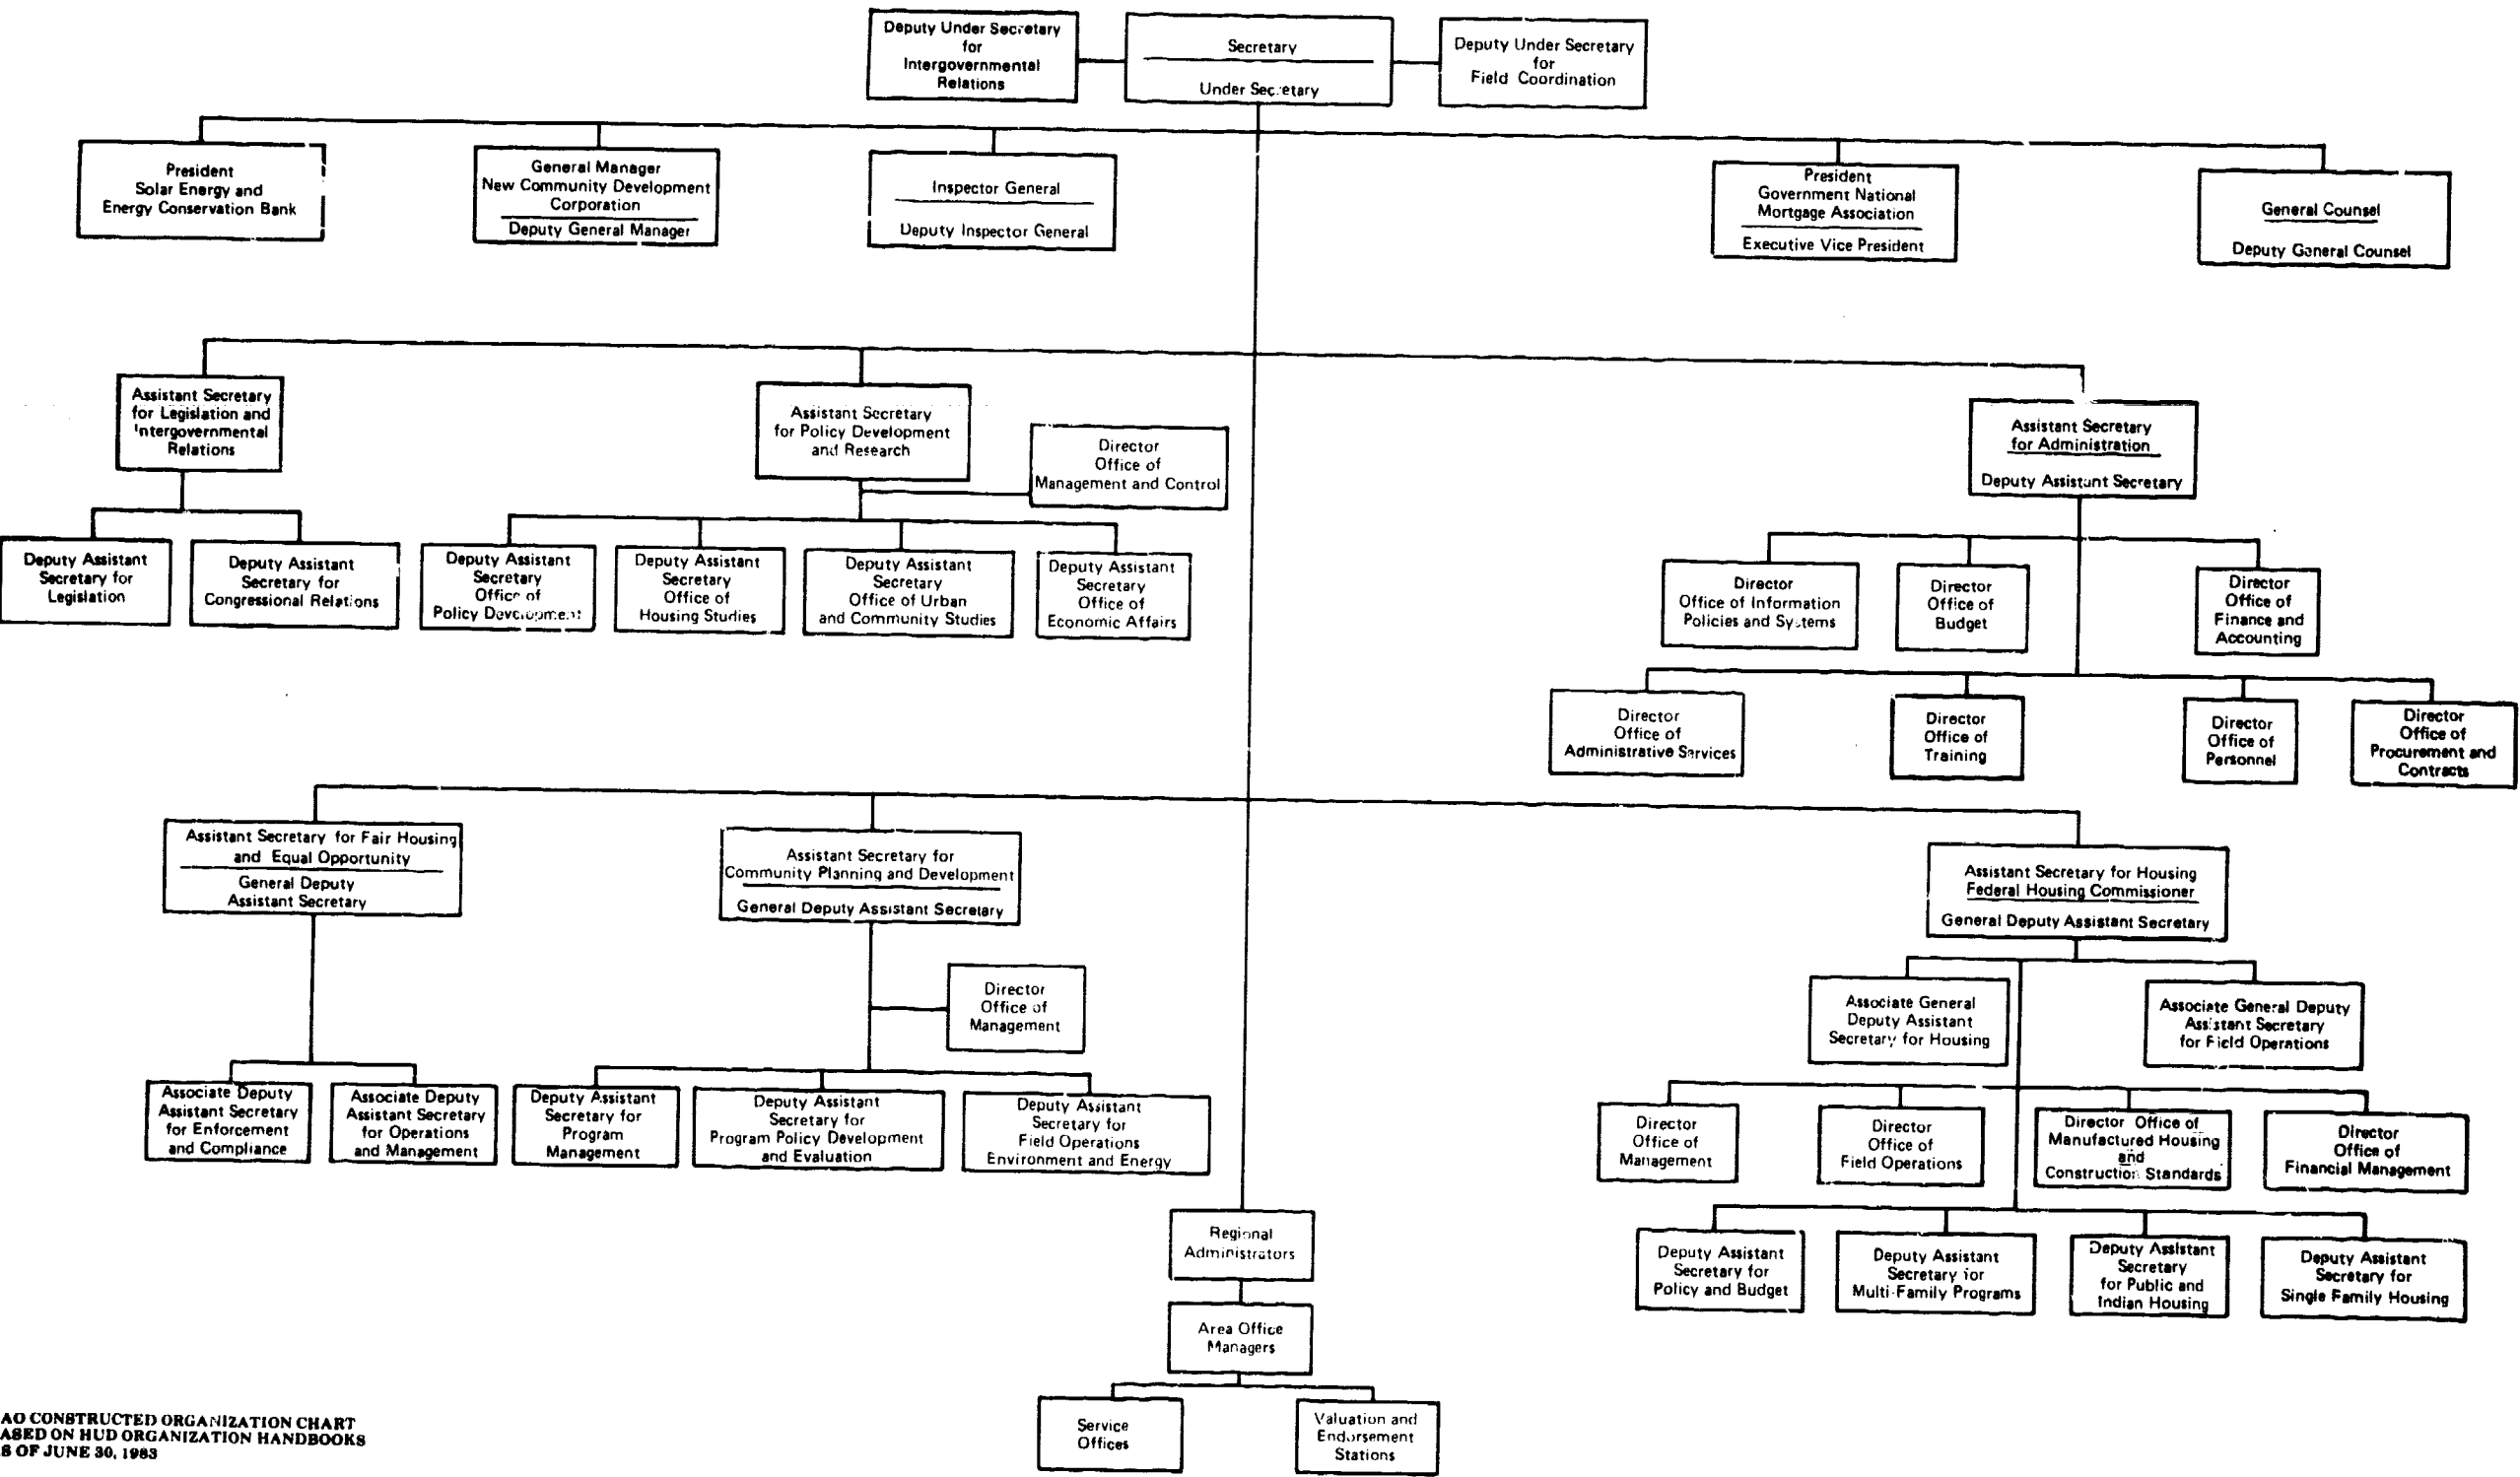 Deputy Under Secretary
for
Intergovernmental
Relations
Secretary
Under Secretary
Deputy Under Secretary
for
Field Coordination
President
Solar Energy and
Energy Conservation Bank
General Manager
New Community Development
Corporation
Deputy General Manager
Inspector General
Deputy Inspector General
President
Government National
Mortgage Association
Executive Vice President
General Counsel
Deputy General Counsel
Assistant Secretary
for Legislation and
Intergovernmental
Relations
Assistant Secretary
for Policy Development
and Research
Director
Office of
Management and Control
Assistant Secretary
for Administration
Deputy Assistant Secretary
Deputy Assistant
Secretary for
Legislation
Deputy Assistant
Secretary for
Congressional Relations
Deputy Assistant
Secretary
Office of
Policy Development
Deputy Assistant
Secretary
Office of
Housing Studies
Deputy Assistant
Secretary
Office of Urban
and Community Studies
Deputy Assistant
Secretary
Office of
Economic Affairs
Director
Office of Information
Policies and Systems
Director
Office of
Budget
Director
Office of
Finance and
Accounting
Director
Office of
Administrative Services
Director
Office of
Training
Director
Office of
Personnel
Director
Office of
Procurement and
Contracts
Assistant Secretary for Fair Housing
and Equal Opportunity
General Deputy
Assistant Secretary
Assistant Secretary for
Community Planning and Development
General Deputy Assistant Secretary
Assistant Secretary for Housing
Federal Housing Commissioner
General Deputy Assistant Secretary
Director
Office of
Management
Associate General
Deputy Assistant
Secretary for Housing
Associate General Deputy
Assistant Secretary
for Field Operations
Associate Deputy
Assistant Secretary
for Enforcement
and Compliance
Associate Deputy
Assistant Secretary
for Operations
and Management
Deputy Assistant
Secretary for
Program
Management
Deputy Assistant
Secretary for
Program Policy Development
and Evaluation
Deputy Assistant
Secretary for
Field Operations
Environment and Energy
Director
Office of
Management
Director
Office of
Field Operations
Director Office of
Manufactured Housing
and
Construction Standards
Director
Office of
Financial Management
Deputy Assistant
Secretary for
Policy and Budget
Deputy Assistant
Secretary for
Multi-Family Programs
Deputy Assistant
Secretary
for Public and
Indian Housing
Deputy Assistant
Secretary for
Single Family Housing
Regional
Administrators
Area Office
Managers
Service
Offices
Valuation and
Endorsement
Stations
AO CONSTRUCTED ORGANIZATION CHART
ASED ON HUD ORGANIZATION HANDBOOKS
S OF JUNE 30, 1983